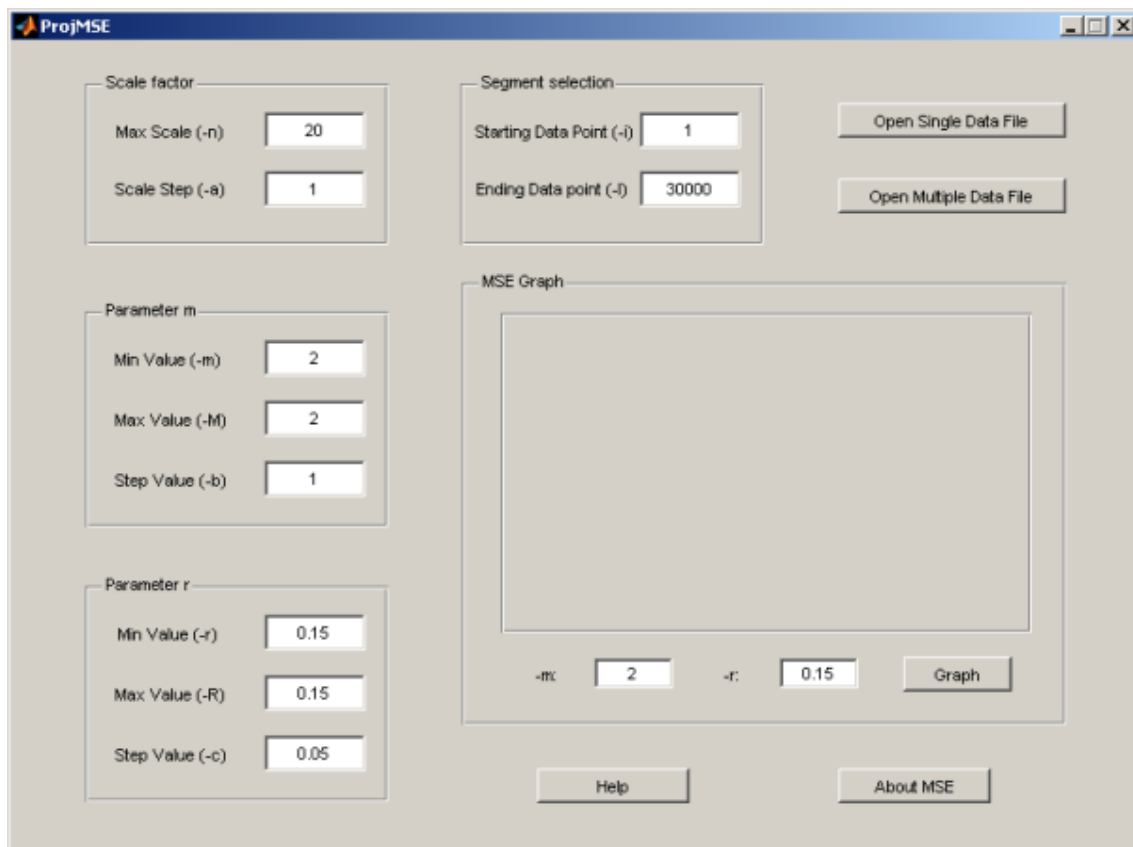 ProjMSE
Scale factor
Max Scale (-n) 20
Scale Step (-a) 1
Segment selection
Starting Data Point (-i) 1
Ending Data point (-l) 30000
Open Single Data File
Open Multiple Data File
Parameter m
Min Value (-m) 2
Max Value (-M) 2
Step Value (-b) 1
Parameter r
Min Value (-r) 0.15
Max Value (-R) 0.15
Step Value (-c) 0.05
MSE Graph
-m: 2 -r: 0.15 Graph
Help
About MSE